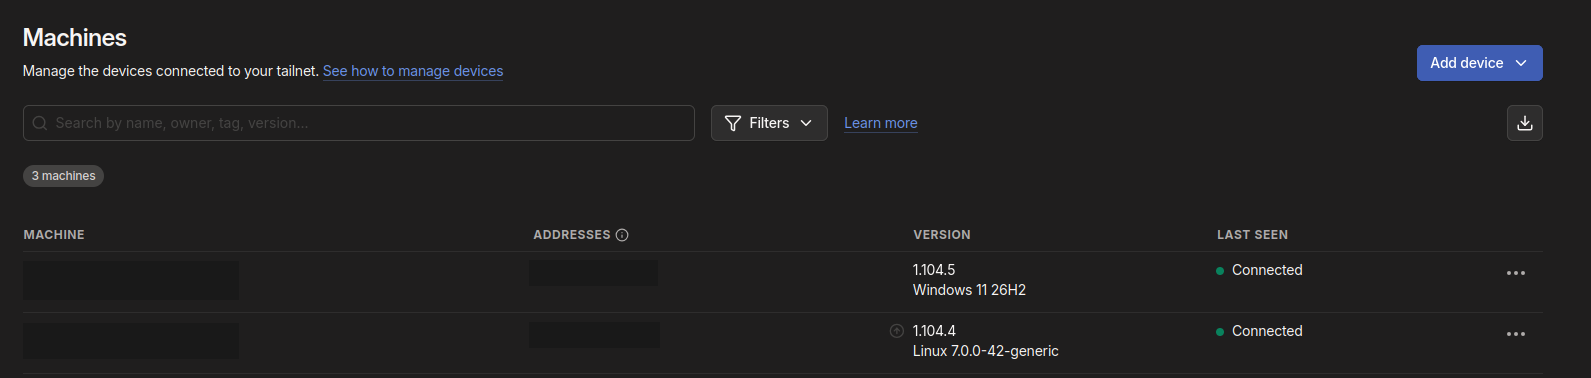 Machines
Manage the devices connected to your tailnet. See how to manage devices
Add device
Search by name, owner, tag, version...
Filters
Learn more
3 machines
MACHINE ADDRESSES VERSION LAST SEEN
1.104.5 Connected
Windows 11 26H2
1.104.4 Connected
Linux 7.0.0-42-generic